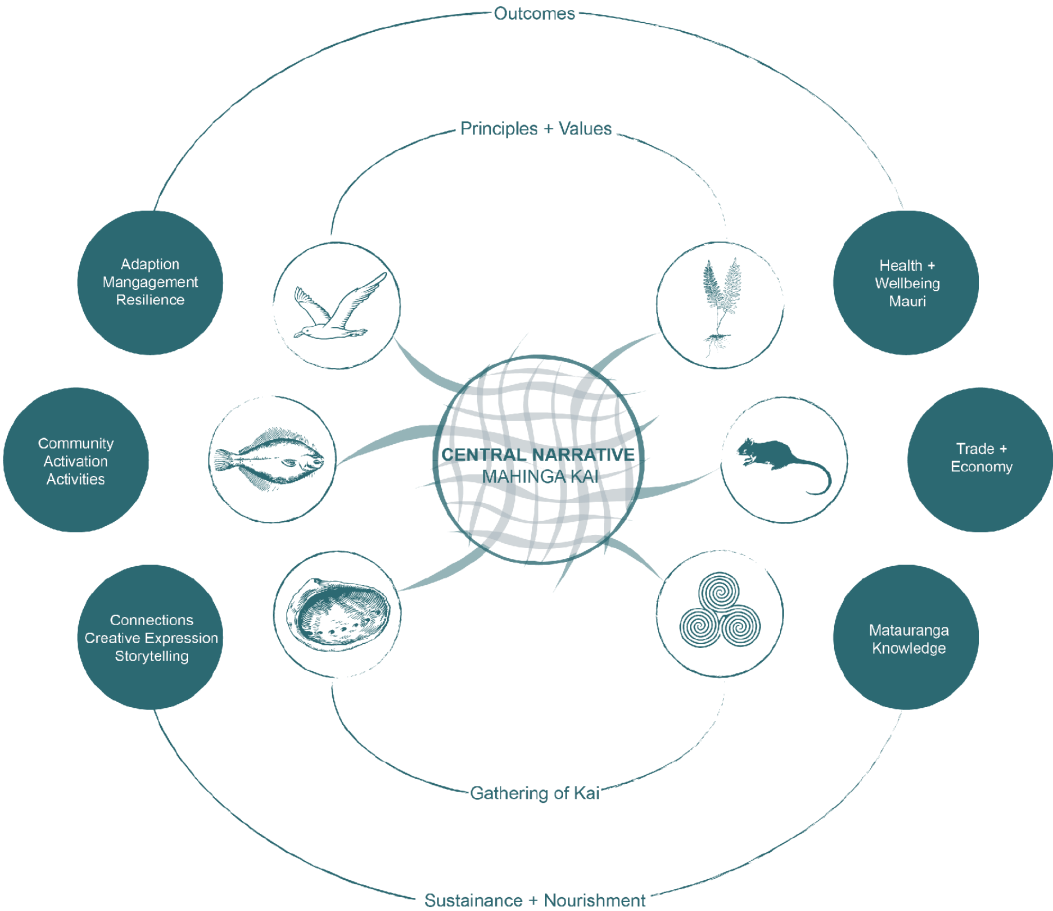 Outcomes
Principles + Values
Adaption
Mangagement
Resilience
Health +
Wellbeing
Mauri
Community
Activation
Activities
CENTRAL NARRATIVE
MAHINGA KAI
Trade +
Economy
Connections
Creative Expression
Storytelling
Matauranga
Knowledge
Gathering of Kai
Sustainance + Nourishment